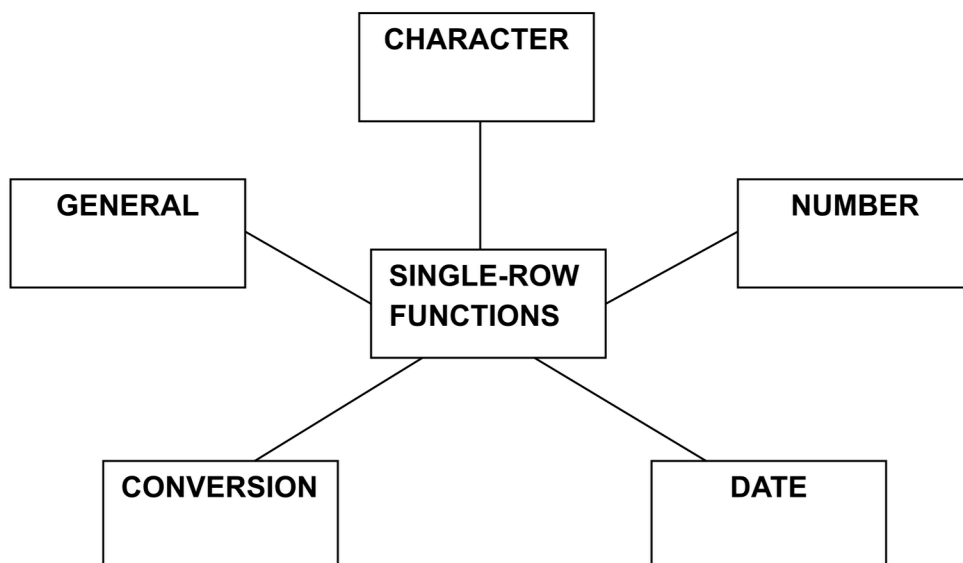 CHARACTER
GENERAL
NUMBER
SINGLE-ROW
FUNCTIONS
CONVERSION
DATE